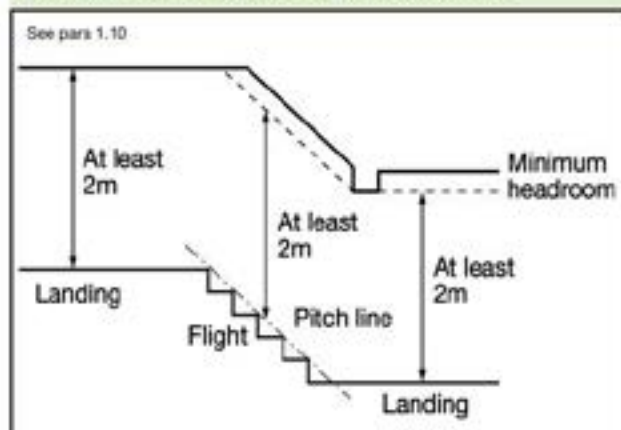 See para 1.10
At least
2m
Minimum
headroom
At least
2m
At least
2m
Landing
Pitch line
Flight
Landing